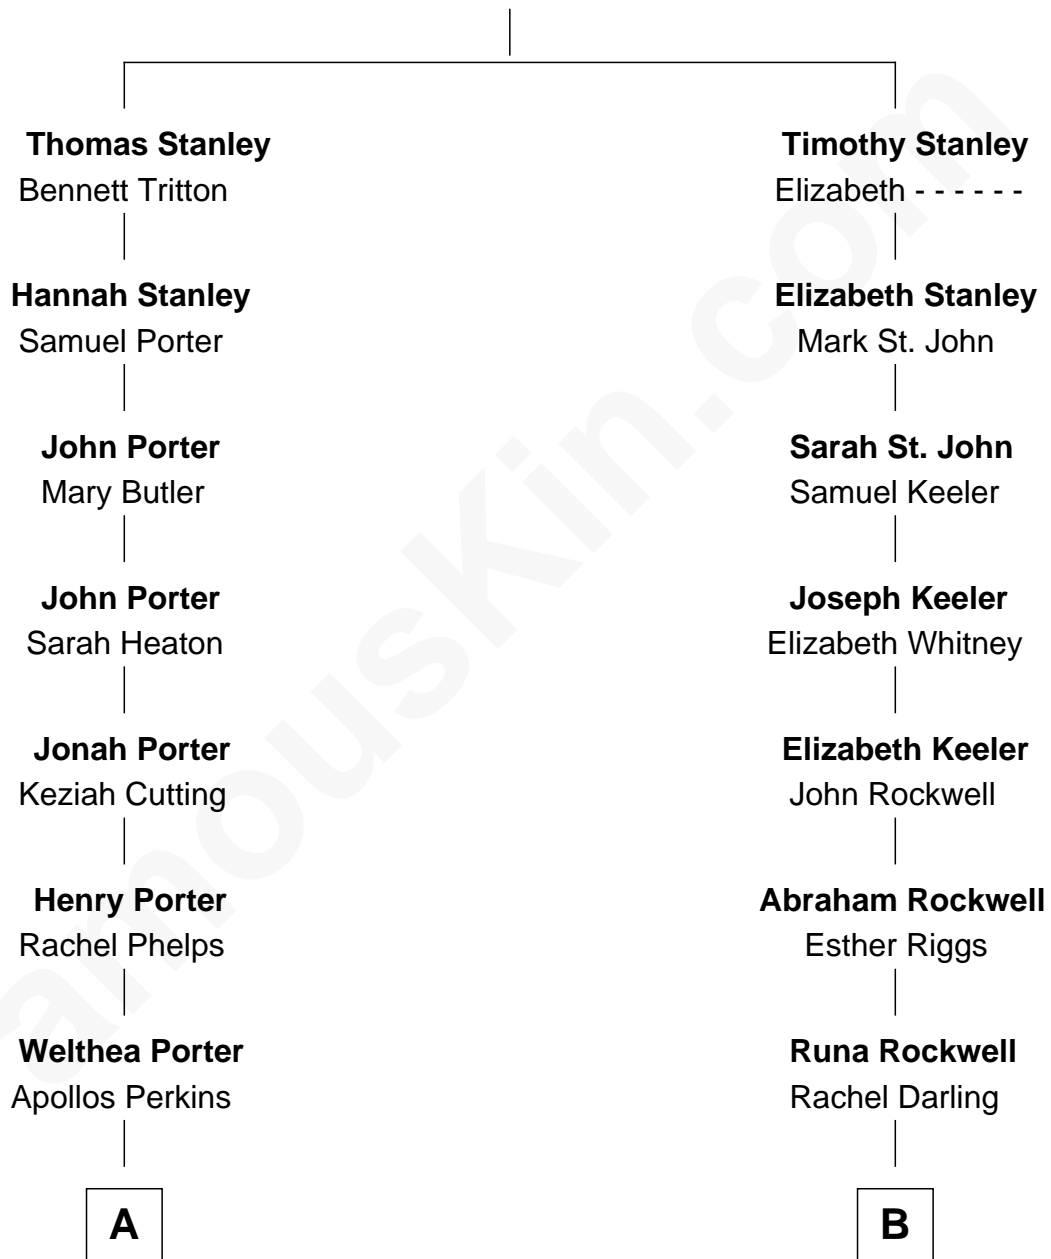 Thomas Stanley
Bennett Tritton
Hannah Stanley
Samuel Porter
John Porter
Mary Butler
John Porter
Sarah Heaton
Jonah Porter
Keziah Cutting
Henry Porter
Rachel Phelps
Welthea Porter
Apollos Perkins
A
Timothy Stanley
Elizabeth - - - - - -
Elizabeth Stanley
Mark St. John
Sarah St. John
Samuel Keeler
Joseph Keeler
Elizabeth Whitney
Elizabeth Keeler
John Rockwell
Abraham Rockwell
Esther Riggs
Runa Rockwell
Rachel Darling
B
amousKin.com